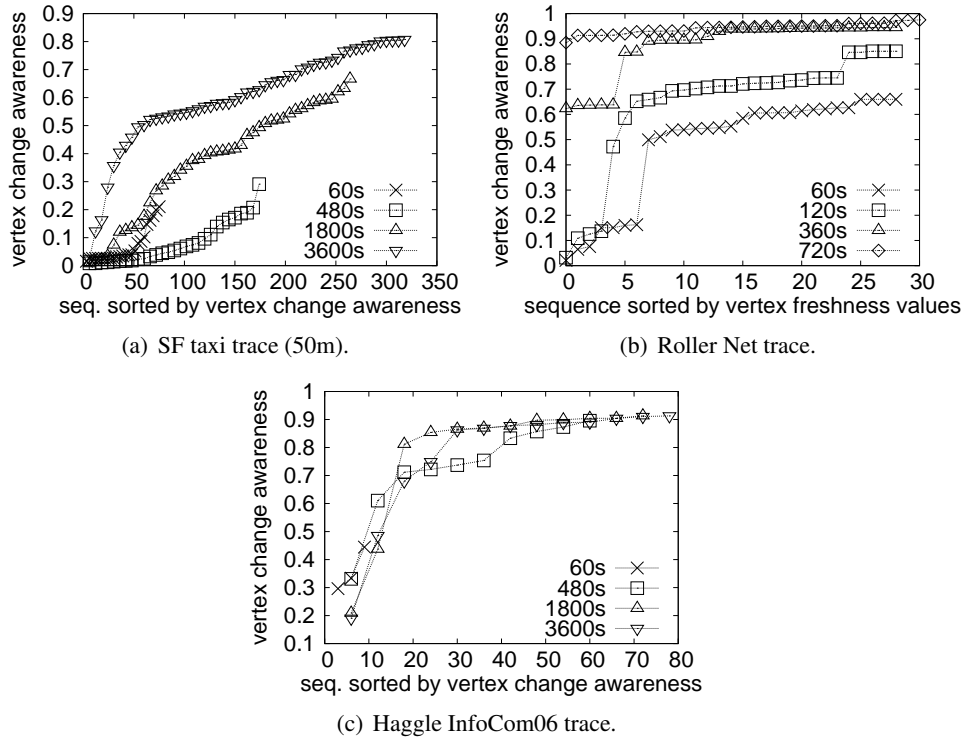 vertex change awareness
0.8
0.7
0.6
0.5
0.4
0.3
0.2
0.1
0
60s
480s
1800s
3600s
0 50 100 150 200 250 300 350
seq. sorted by vertex change awareness
(a) SF taxi trace (50m).
vertex change awareness
1
0.9
0.8
0.7
0.6
0.5
0.4
0.3
0.2
0.1
0
60s
120s
360s
720s
0 5 10 15 20 25 30
sequence sorted by vertex freshness values
(b) Roller Net trace.
vertex change awareness
1
0.9
0.8
0.7
0.6
0.5
0.4
0.3
0.2
0.1
60s
480s
1800s
3600s
0 10 20 30 40 50 60 70 80
seq. sorted by vertex change awareness
(c) Haggle InfoCom06 trace.